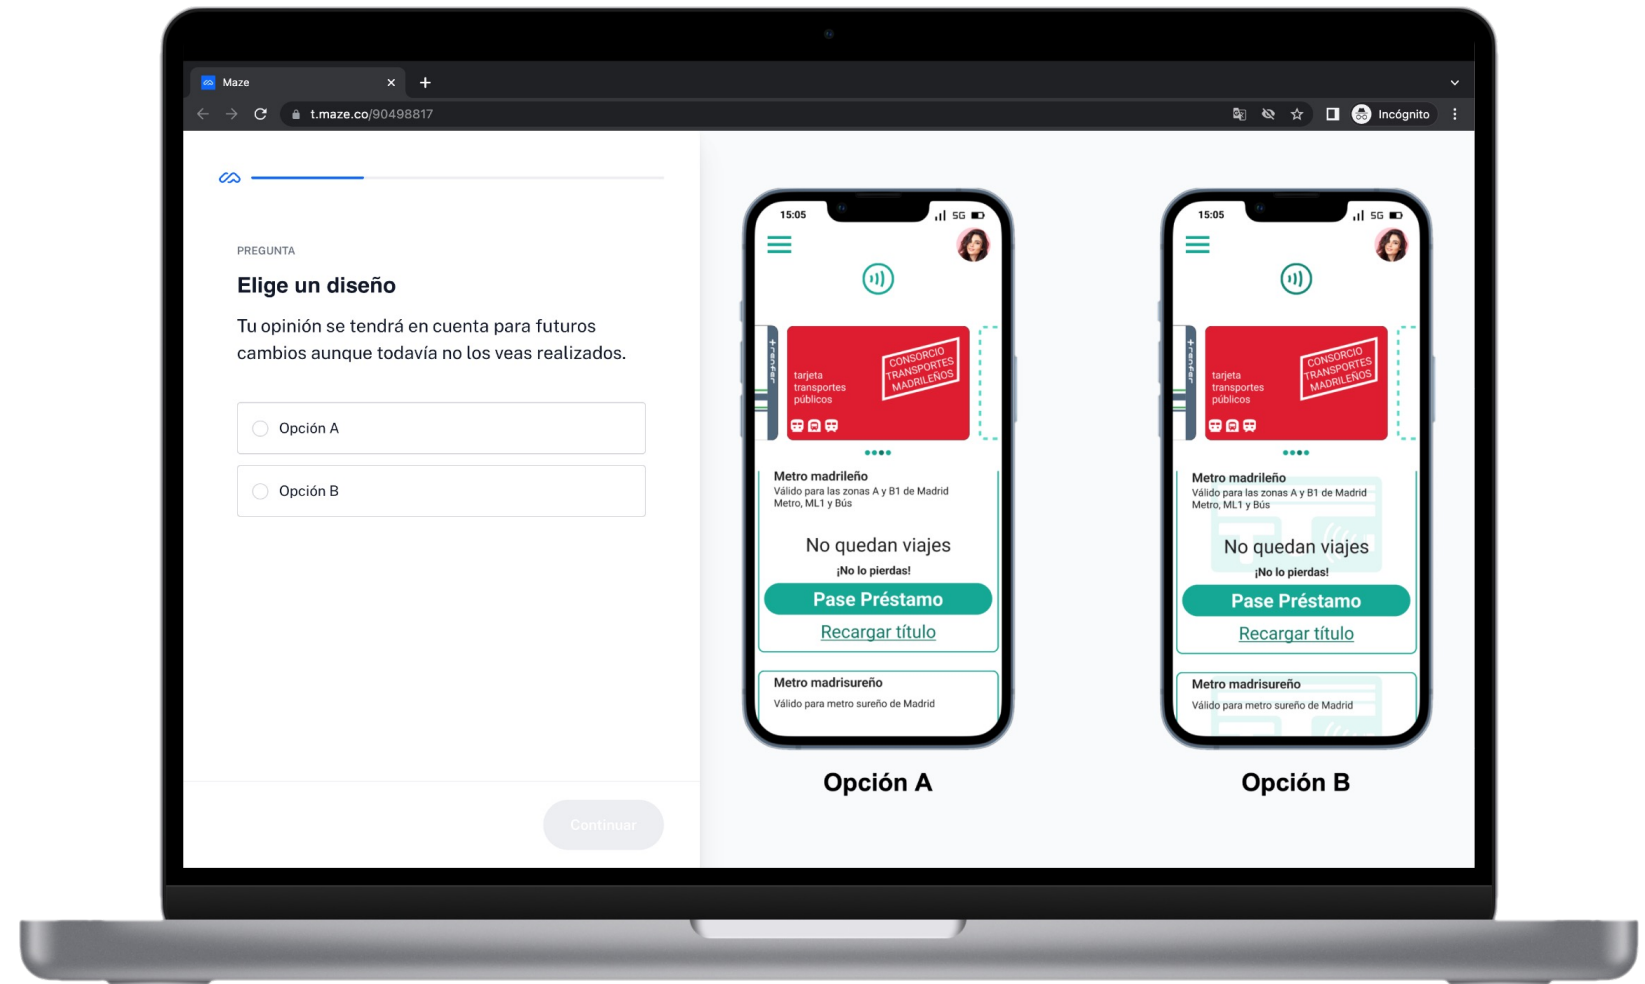 Maze
t.maze.co/90498817
Incógnito
PREGUNTA
Elige un diseño
Tu opinión se tendrá en cuenta para futuros
cambios aunque todavía no los veas realizados.
Opción A
Opción B
Continuar
15:05
5G
tranfer
tarjeta
transportes
públicos
CONSORCIO
TRANSPORTES
MADRILEÑOS
Metro madrileño
Válido para las zonas A y B1 de Madrid
Metro, ML1 y Bús
No quedan viajes
¡No lo pierdas!
Pase Préstamo
Recargar título
Metro madrisureño
Válido para metro sureño de Madrid
Opción A
15:05
5G
tranfer
tarjeta
transportes
públicos
CONSORCIO
TRANSPORTES
MADRILEÑOS
Metro madrileño
Válido para las zonas A y B1 de Madrid
Metro, ML1 y Bús
No quedan viajes
¡No lo pierdas!
Pase Préstamo
Recargar título
Metro madrisureño
Válido para metro sureño de Madrid
Opción B